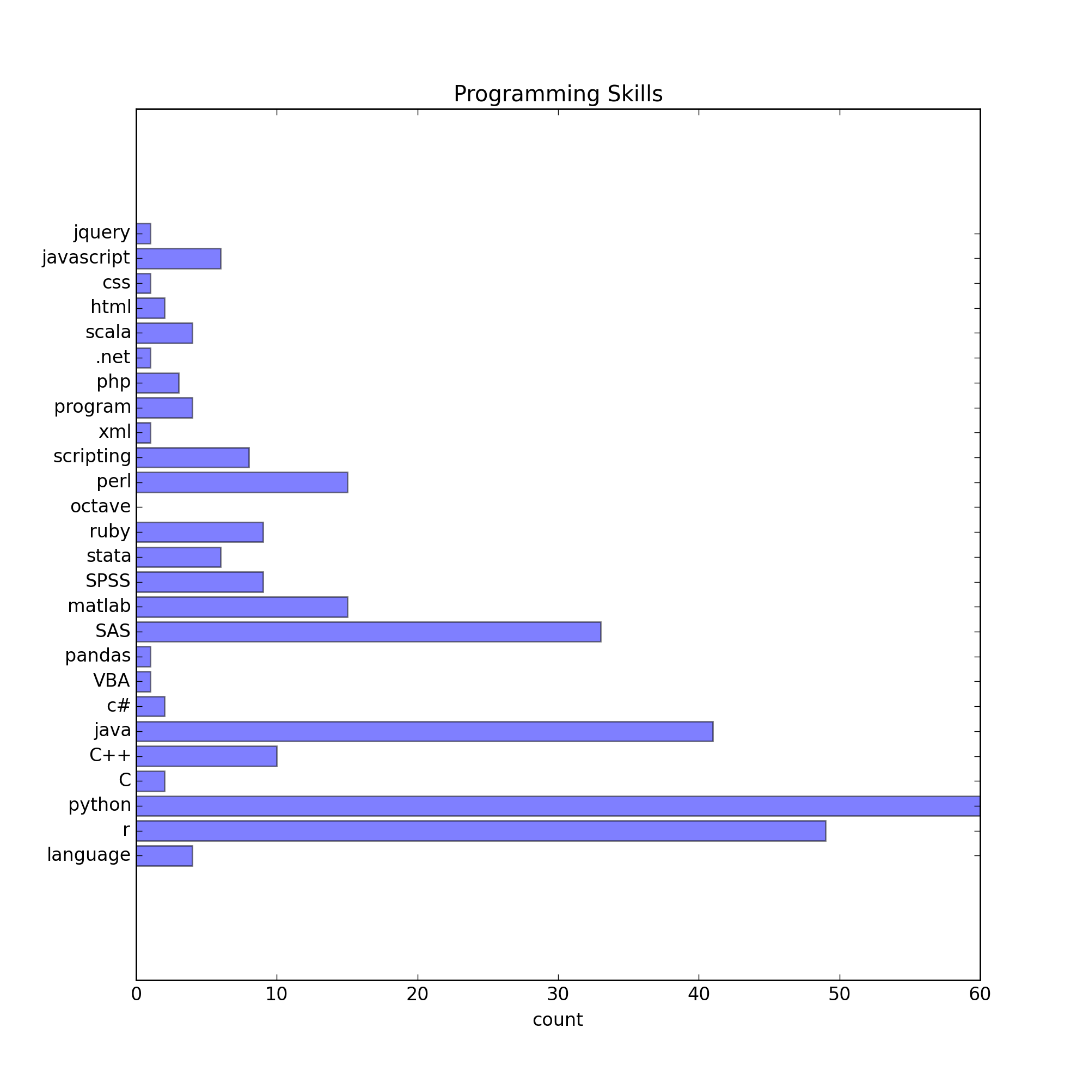 Programming Skills
jquery
javascript
css
html
scala
.net
php
program
xml
scripting
perl
octave
ruby
stata
SPSS
matlab
SAS
pandas
VBA
c#
java
C++
C
python
r
language
0 10 20 30 40 50 60
count